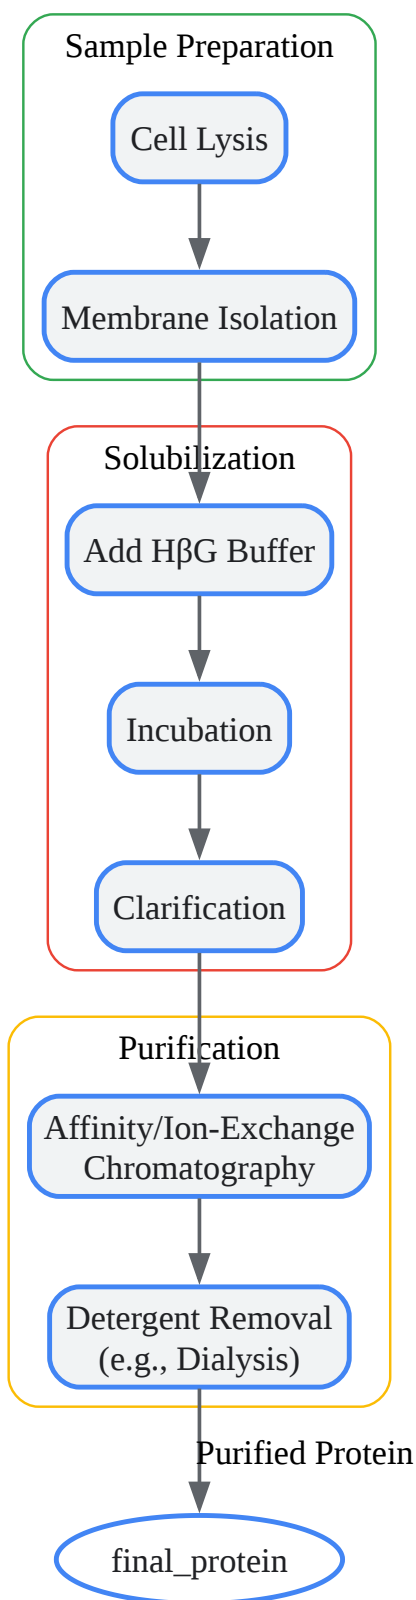 Sample Preparation
Cell Lysis
Membrane Isolation
Solubilization
Add HβG Buffer
Incubation
Clarification
Purification
Affinity/Ion-Exchange
Chromatography
Detergent Removal
(e.g., Dialysis)
Purified Protein
final_protein